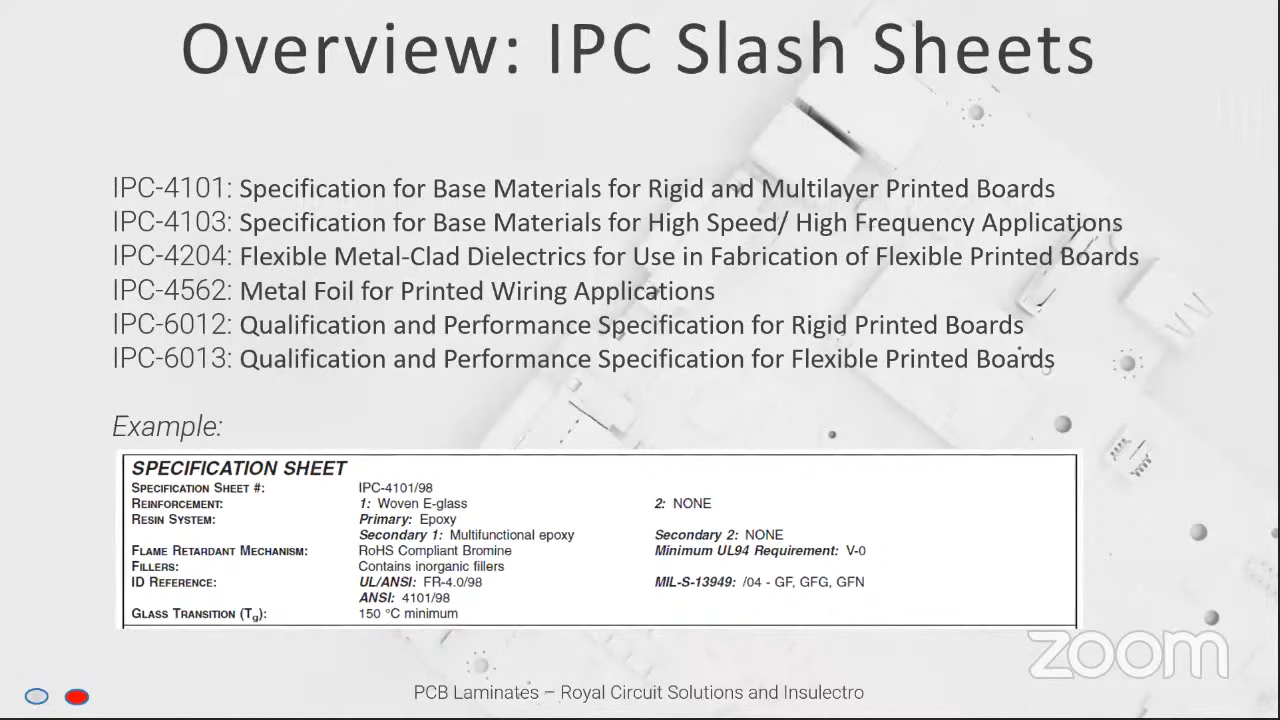 Overview: IPC Slash Sheets
IPC-4101: Specification for Base Materials for Rigid and Multilayer Printed Boards
IPC-4103: Specification for Base Materials for High Speed/ High Frequency Applications
IPC-4204: Flexible Metal-Clad Dielectrics for Use in Fabrication of Flexible Printed Boards
IPC-4562: Metal Foil for Printed Wiring Applications
IPC-6012: Qualification and Performance Specification for Rigid Printed Boards
IPC-6013: Qualification and Performance Specification for Flexible Printed Boards
Example:
SPECIFICATION SHEET
SPECIFICATION SHEET #: IPC-4101/98
REINFORCEMENT: 1: Woven E-glass 2: NONE
RESIN SYSTEM: Primary: Epoxy
Secondary 1: Multifunctional epoxy Secondary 2: NONE
FLAME RETARDANT MECHANISM: RoHS Compliant Bromine Minimum UL94 Requirement: V-0
FILLERS: Contains inorganic fillers
ID REFERENCE: UL/ANSI: FR-4.0/98 MIL-S-13949: /04 - GF, GFG, GFN
ANSI: 4101/98
GLASS TRANSITION (Tg): 150 °C minimum
zoom
PCB Laminates – Royal Circuit Solutions and Insulectro